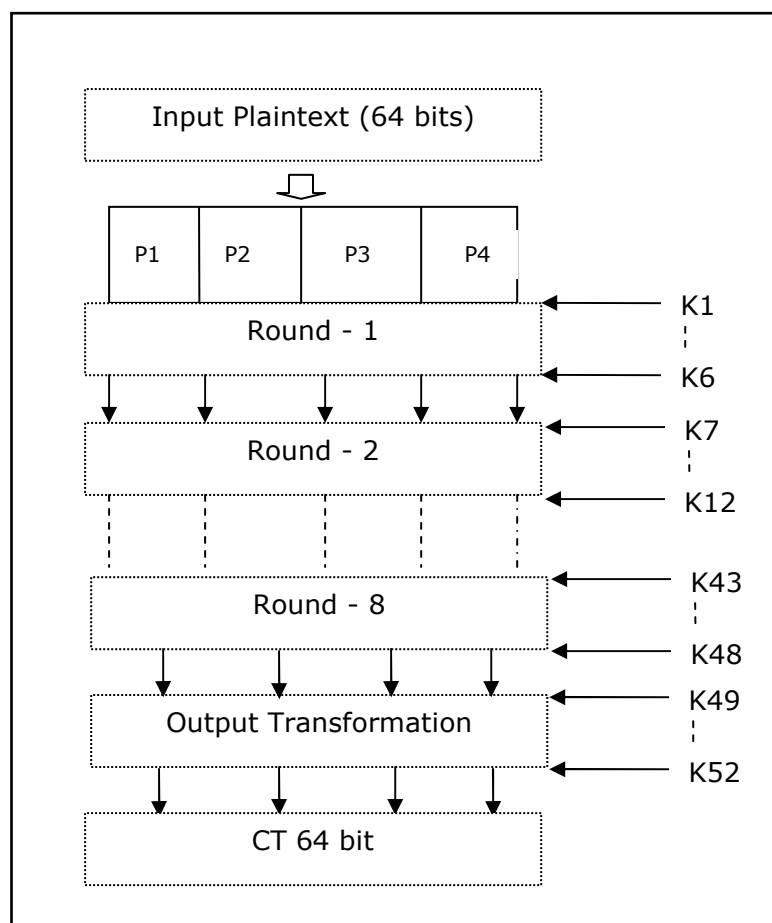 Input Plaintext (64 bits)
P1 P2 P3 P4
K1
Round - 1
K6
K7
Round - 2
K12
K43
Round - 8
K48
K49
Output Transformation
K52
CT 64 bit